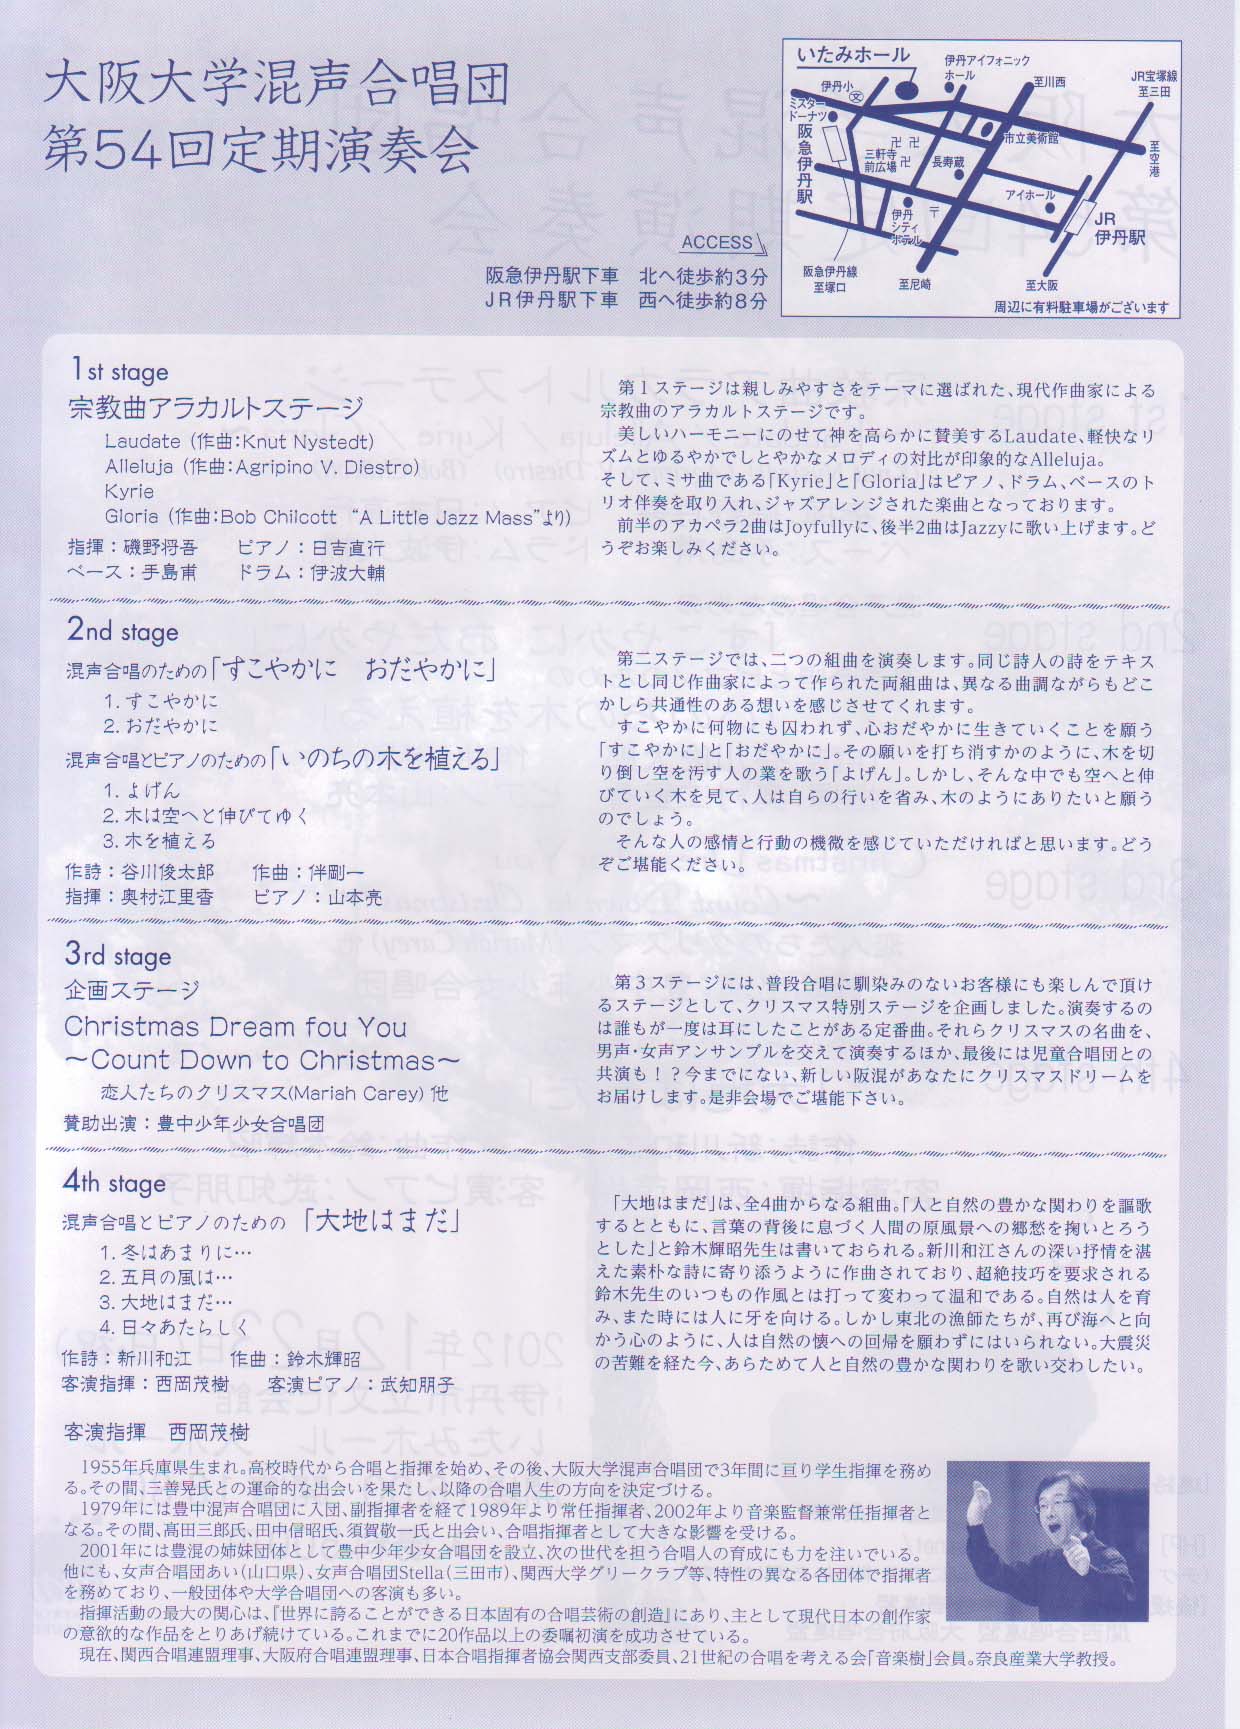 大阪大学混声合唱団
第54回定期演奏会
いたみホール
伊丹アイフォニック
ホール
至川西
JR宝塚線
至三田
伊丹小
文
ミスター
ドーナツ
阪急伊丹駅
市立美術館
至空港
三軒寺
前広場
長寿蔵
アイホール
伊丹
シティ
ホテル
〒
JR
伊丹駅
阪急伊丹線
至塚口
至尼崎
至大阪
周辺に有料駐車場がございます
ACCESS
阪急伊丹駅下車 北へ徒歩約3分
JR伊丹駅下車 西へ徒歩約8分
1st stage
宗教曲アラカルトステージ
Laudate (作曲:Knut Nystedt)
Alleluja (作曲:Agripino V. Diestro)
Kyrie
Gloria (作曲:Bob Chilcott “A Little Jazz Mass”より)
指揮：磯野将吾 ピアノ：日吉直行
ベース：手島甫 ドラム：伊波大輔
第１ステージは親しみやすさをテーマに選ばれた、現代作曲家による
宗教曲のアラカルトステージです。
美しいハーモニーにのせて神を高らかに賛美するLaudate、軽快なリ
ズムとゆるやかでしとやかなメロディの対比が印象的なAlleluja。
そして、ミサ曲である「Kyrie」と「Gloria」はピアノ、ドラム、ベースのト
リオ伴奏を取り入れ、ジャズアレンジされた楽曲となっております。
前半のアカペラ2曲はJoyfullyに、後半2曲はJazzyに歌い上げます。ど
うぞお楽しみください。
2nd stage
混声合唱のための「すこやかに おだやかに」
1. すこやかに
2. おだやかに
混声合唱とピアノのための「いのちの木を植える」
1. よげん
2. 木は空へと伸びてゆく
3. 木を植える
作詩：谷川俊太郎 作曲：伴剛一
指揮：奥村江里香 ピアノ：山本亮
第二ステージでは、二つの組曲を演奏します。同じ詩人の詩をテキス
トとし同じ作曲家によって作られた両組曲は、異なる曲調ながらもどこ
かしら共通性のある想いを感じさせてくれます。
すこやかに何物にも囚われず、心おだやかに生きていくことを願う
「すこやかに」と「おだやかに」。その願いを打ち消すかのように、木を切
り倒し空を汚す人の業を歌う「よげん」。しかし、そんな中でも空へと伸
びていく木を見て、人は自らの行いを省み、木のようにありたいと願う
のでしょう。
そんな人の感情と行動の機微を感じていただければと思います。どう
ぞご堪能ください。
3rd stage
企画ステージ
Christmas Dream fou You
～Count Down to Christmas～
恋人たちのクリスマス(Mariah Carey) 他
賛助出演：豊中少年少女合唱団
第３ステージには、普段合唱に馴染みのないお客様にも楽しんで頂け
るステージとして、クリスマス特別ステージを企画しました。演奏するの
は誰もが一度は耳にしたことがある定番曲。それらクリスマスの名曲を、
男声・女声アンサンブルを交えて演奏するほか、最後には児童合唱団との
共演も！？今までにない、新しい阪混があなたにクリスマスドリームを
お届けします。是非会場でご堪能下さい。
4th stage
混声合唱とピアノのための 「大地はまだ」
1. 冬はあまりに…
2. 五月の風は…
3. 大地はまだ…
4. 日々あたらしく
作詩：新川和江 作曲：鈴木輝昭
客演指揮：西岡茂樹 客演ピアノ：武知朋子
「大地はまだ」は、全4曲からなる組曲。「人と自然の豊かな関わりを謳歌
するとともに、言葉の背後に息づく人間の原風景への郷愁を掬いとろう
とした」と鈴木輝昭先生は書いておられる。新川和江さんの深い抒情を湛
えた素朴な詩に寄り添うように作曲されており、超絶技巧を要求される
鈴木先生のいつもの作風とは打って変わって温和である。自然は人を育
み、また時には人に牙を向ける。しかし東北の漁師たちが、再び海へと向
かう心のように、人は自然の懐への回帰を願わずにはいられない。大震災
の苦難を経た今、あらためて人と自然の豊かな関わりを歌い交わしたい。
客演指揮 西岡茂樹
1955年兵庫県生まれ。高校時代から合唱と指揮を始め、その後、大阪大学混声合唱団で3年間に亘り学生指揮を務め
る。その間、三善晃氏との運命的な出会いを果たし、以降の合唱人生の方向を決定づける。
1979年には豊中混声合唱団に入団、副指揮者を経て1989年より常任指揮者、2002年より音楽監督兼常任指揮者と
なる。その間、高田三郎氏、田中信昭氏、須賀敬一氏と出会い、合唱指揮者として大きな影響を受ける。
2001年には豊混の姉妹団体として豊中少年少女合唱団を設立、次の世代を担う合唱人の育成にも力を注いでいる。
他にも、女声合唱団あい（山口県）、女声合唱団Stella（三田市）、関西大学グリークラブ等、特性の異なる各団体で指揮者
を務めており、一般団体や大学合唱団への客演も多い。
指揮活動の最大の関心は、『世界に誇ることができる日本固有の合唱芸術の創造』にあり、主として現代日本の創作家
の意欲的な作品をとりあげ続けている。これまでに20作品以上の委嘱初演を成功させている。
現在、関西合唱連盟理事、大阪府合唱連盟理事、日本合唱指揮者協会関西支部委員、21世紀の合唱を考える会「音楽樹」会員。奈良産業大学教授。